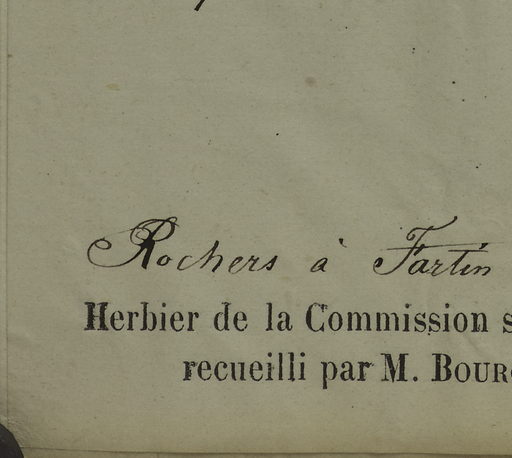 Rochers à Fartin
Herbier de la Commission s
recueilli par M. BOUR